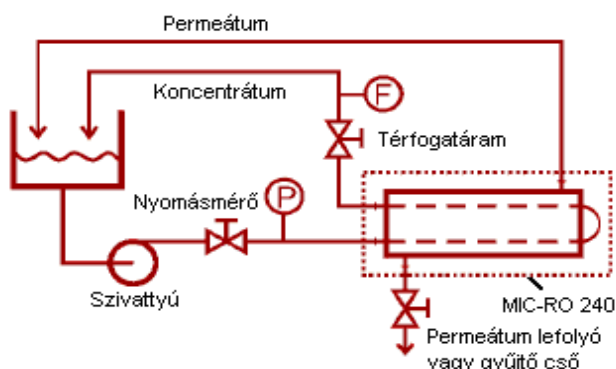 Permeátum
Koncentrátum
F
Térfogatáram
Nyomásmérő
P
Szivattyú
MIC-RO 240
Permeátum lefolyó
vagy gyűjtő cső